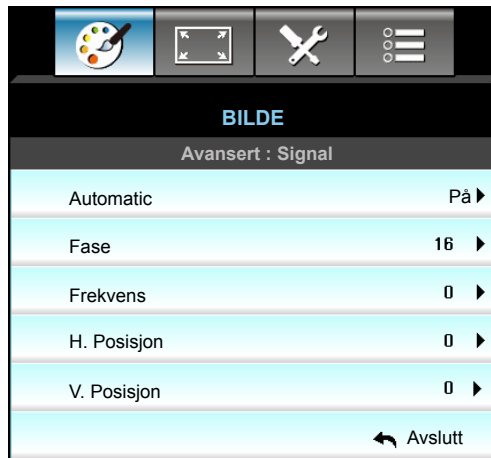 BILDE
Avansert : Signal
Automatic På
Fase 16
Frekvens 0
H. Posisjon 0
V. Posisjon 0
Avslutt